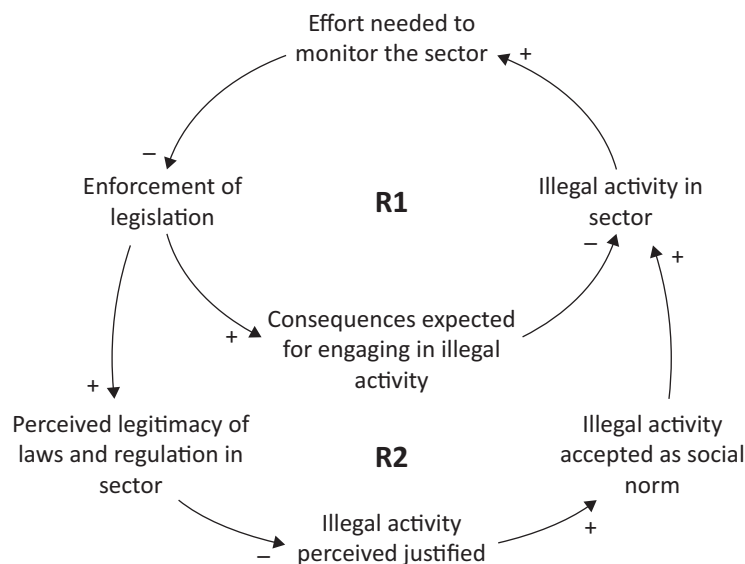 Effort needed to
monitor the sector
+
–
Enforcement of
legislation
R1
Illegal activity in
sector
–
+
+
Consequences expected
for engaging in illegal
activity
+
Perceived legitimacy of
laws and regulation in
sector
R2
Illegal activity
accepted as social
norm
–
Illegal activity
perceived justified
+